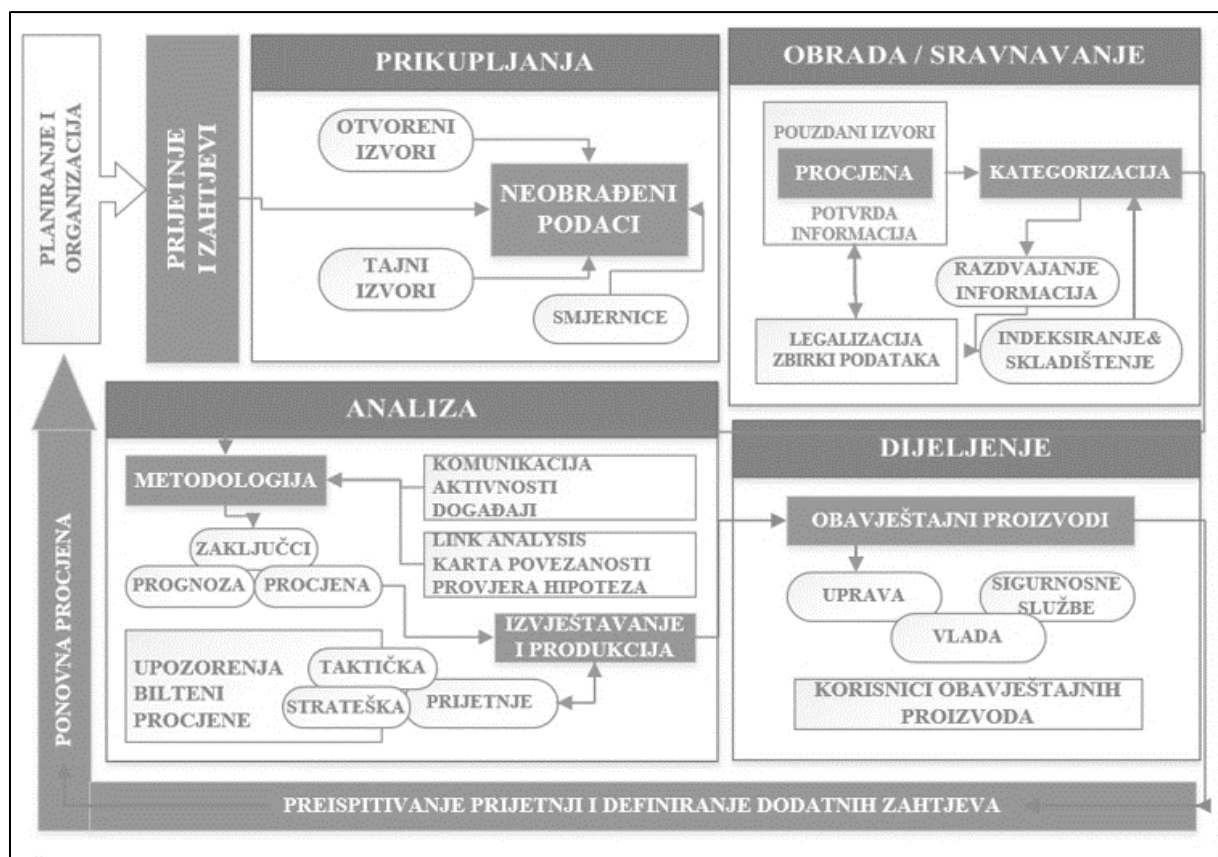 PLANIRANJE I
ORGANIZACIJA
PRIJETNJE
I ZAHTJEVI
PRIKUPLJANJA
OTVORENI
IZVORI
NEOBRAĐENI
PODACI
TAJNI
IZVORI
SMJERNICE
OBRADA / SRAVNAVANJE
POUZDANI IZVORI
PROCJENA
POTVRDA
INFORMACIJA
KATEGORIZACIJA
RAZDVAJANJE
INFORMACIJA
LEGALIZACIJA
ZBIRKI PODATAKA
INDEKSIRANJE&
SKLADIŠTENJE
ANALIZA
METODOLOGIJA
KOMUNIKACIJA
AKTIVNOSTI
DOGAĐAJI
ZAKLJUČCI
PROGNOZA
PROCJENA
LINK ANALYSIS
KARTA POVEZANOSTI
PROVJERA HIPOTEZA
IZVJEŠTAVANJE
I PRODUKCIJA
UPOZORENJA
BILTENI
PROCJENE
TAKTIČKA
STRATEŠKA
PRIJETNJE
DIJELJENJE
OBAVJEŠTAJNI PROIZVODI
UPRAVA
SIGURNOSNE
SLUŽBE
VLADA
KORISNICI OBAVJEŠTAJNIH
PROIZVODA
PONOVNA PROCJENA
PREISPITIVANJE PRIJETNJI I DEFINIRANJE DODATNIH ZAHTJEVA